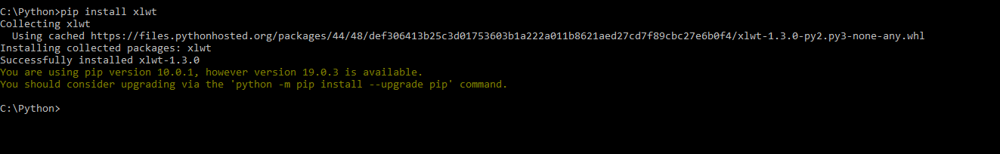 C:\Python>pip install xlwt
Collecting xlwt
  Using cached https://files.pythonhosted.org/packages/44/48/def306413b25c3d01753603b1a222a011b8621aed27cd7f89cbc27e6b0f4/xlwt-1.3.0-py2.py3-none-any.whl
Installing collected packages: xlwt
Successfully installed xlwt-1.3.0
You are using pip version 10.0.1, however version 19.0.3 is available.
You should consider upgrading via the 'python -m pip install --upgrade pip' command.
C:\Python>